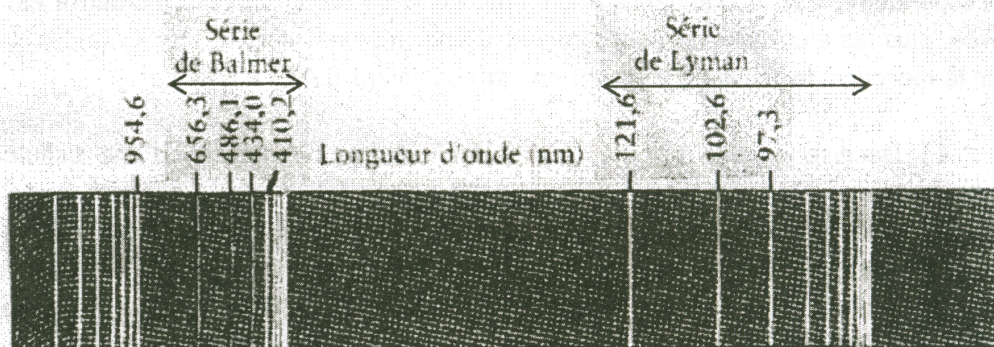 Série
de Balmer
Série
de Lyman
954,6
656,3
486,1
434,0
410,2
Longueur d'onde (nm)
121,6
102,6
97,3